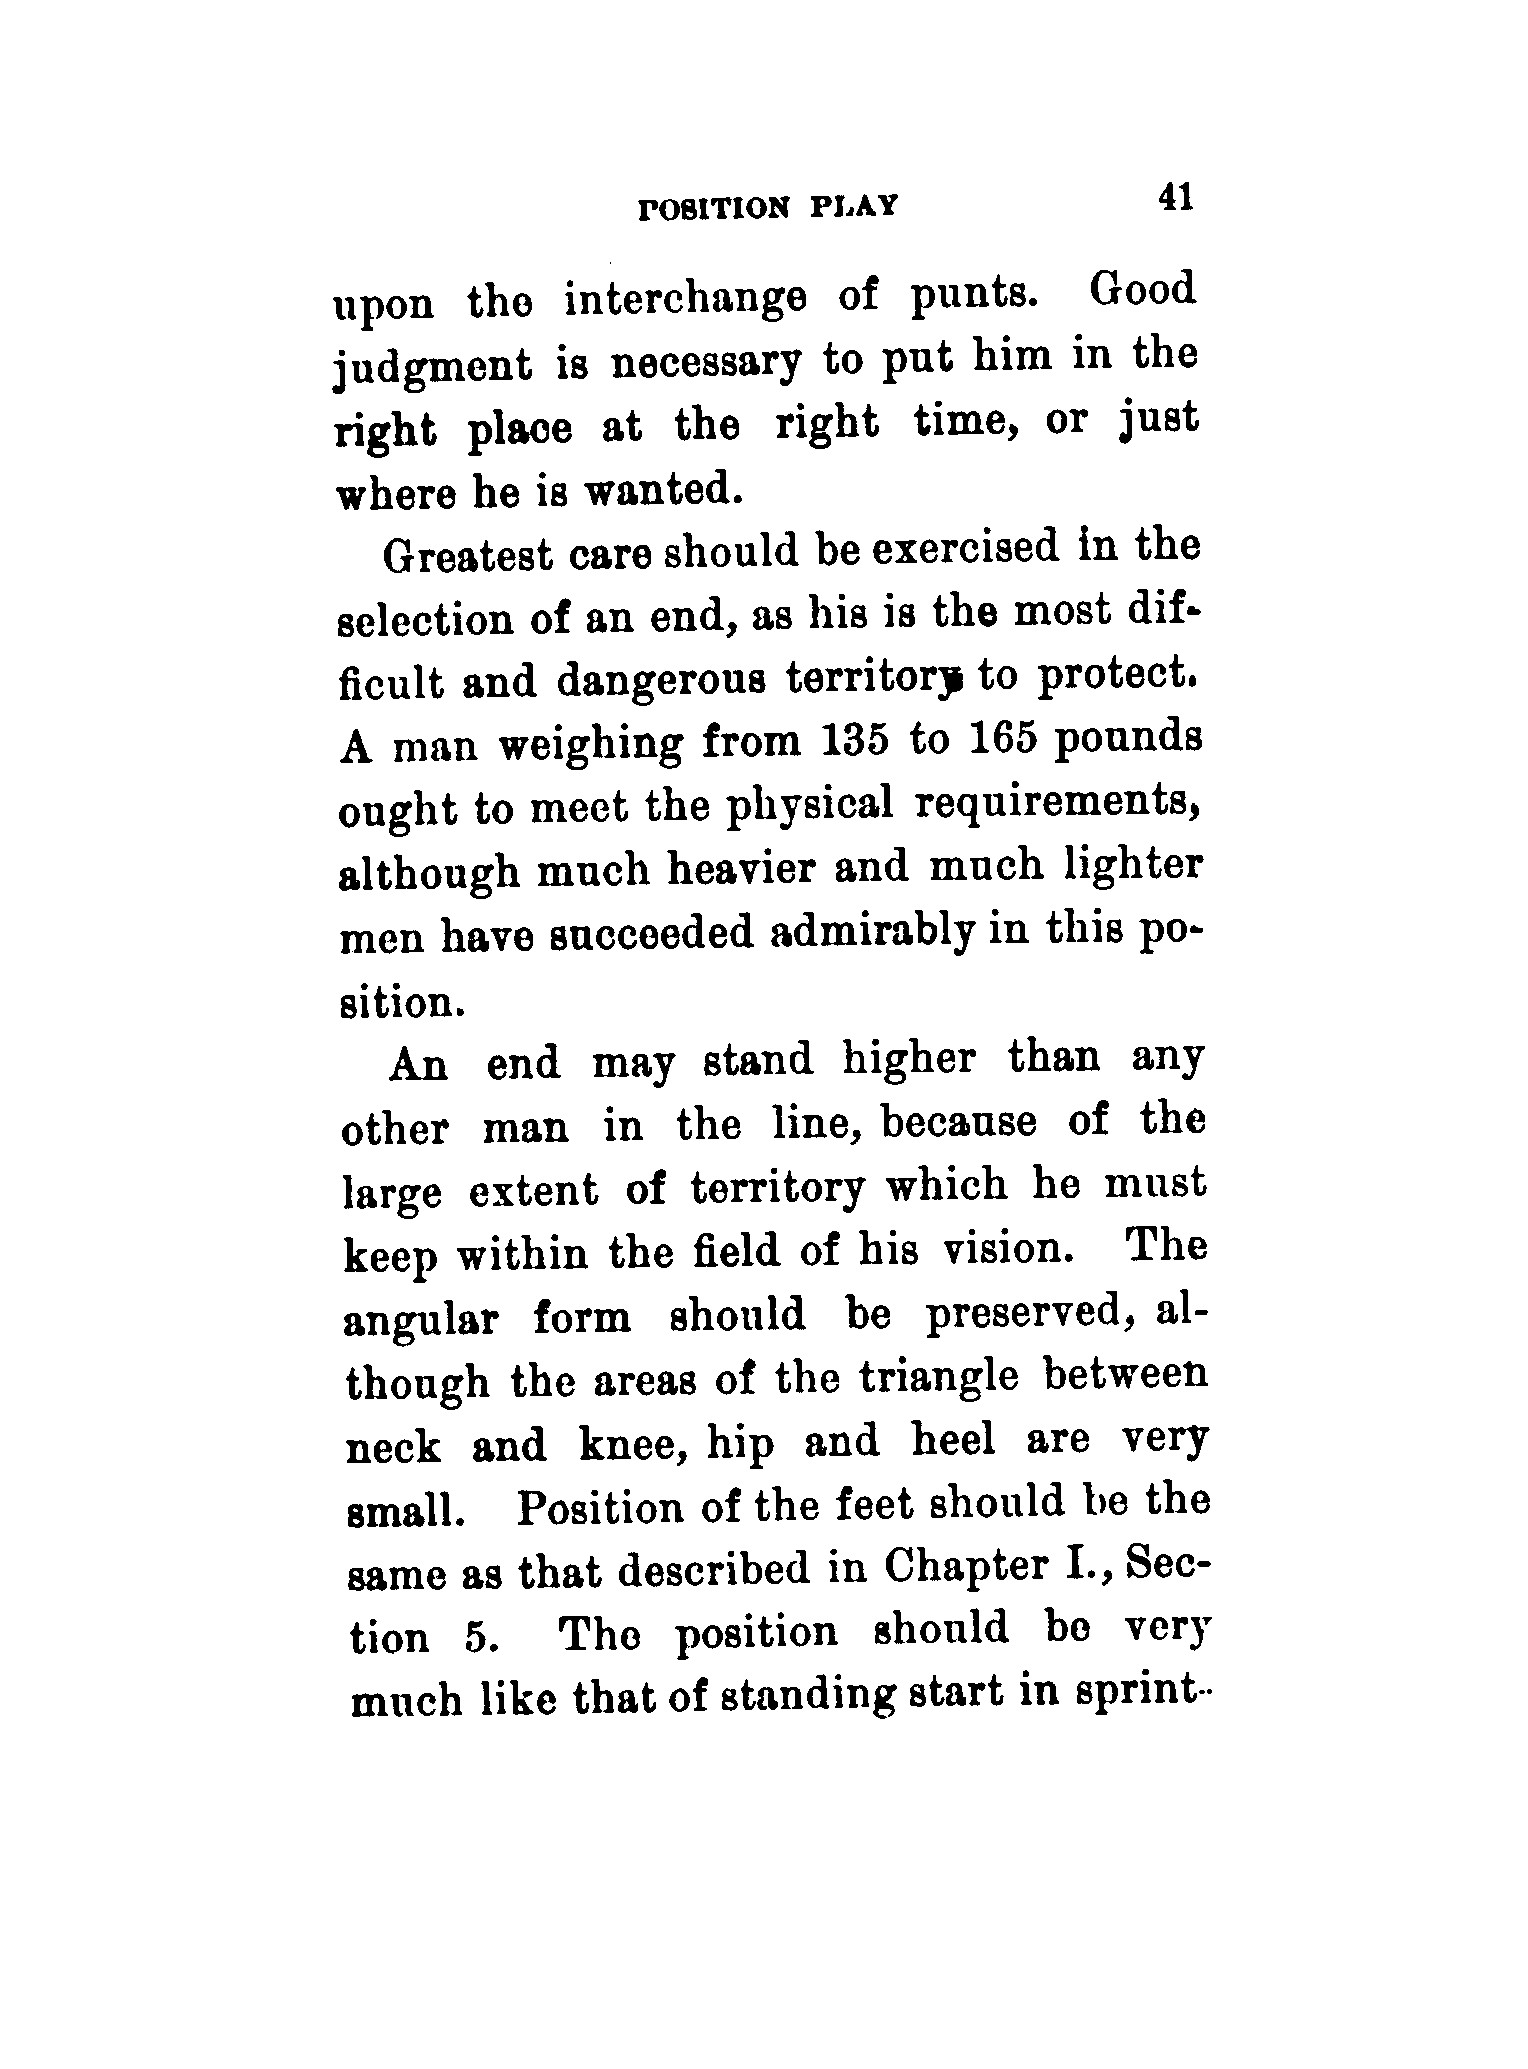 POSITION PLAY 41
upon the interchange of punts. Good
judgment is necessary to put him in the
right place at the right time, or just
where he is wanted.
Greatest care should be exercised in the
selection of an end, as his is the most dif-
ficult and dangerous territory to protect.
A man weighing from 135 to 165 pounds
ought to meet the physical requirements,
although much heavier and much lighter
men have succeeded admirably in this po-
sition.
An end may stand higher than any
other man in the line, because of the
large extent of territory which he must
keep within the field of his vision. The
angular form should be preserved, al-
though the areas of the triangle between
neck and knee, hip and heel are very
small. Position of the feet should be the
same as that described in Chapter I., Sec-
tion 5. The position should be very
much like that of standing start in sprint-